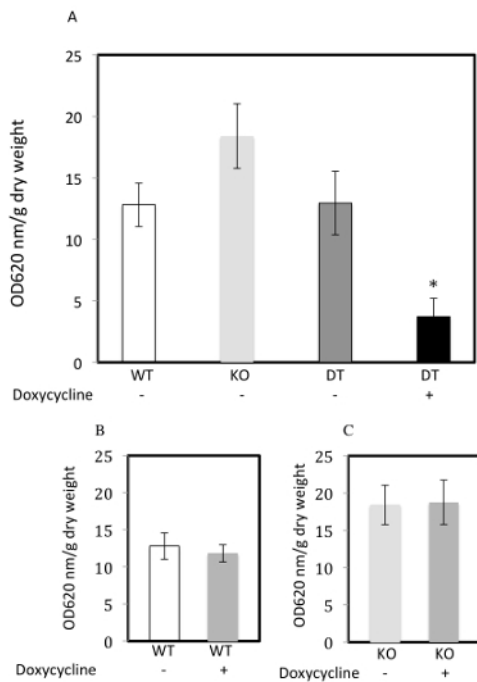 A
OD620 nm/g dry weight
25
20
15
10
5
0
*
WT KO DT DT
Doxycycline - - - +
B
OD620 nm/g dry weight
25
20
15
10
5
0
WT WT
Doxycycline - +
C
OD620 nm/g dry weight
25
20
15
10
5
0
KO KO
Doxycycline - +